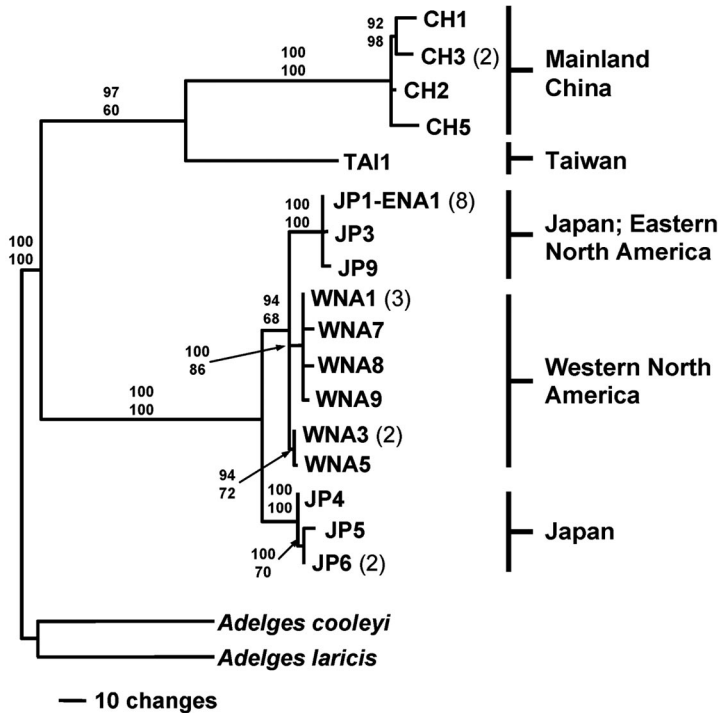 CH1
92
98
CH3 (2)
100
100
Mainland
China
CH2
97
60
CH5
TAI1
Taiwan
JP1-ENA1 (8)
100
100
JP3
Japan; Eastern
North America
JP9
100
100
WNA1 (3)
94
68
WNA7
100
86
WNA8
Western North
America
WNA9
100
100
WNA3 (2)
WNA5
94
72
100
100
JP4
JP5
Japan
100
70
JP6 (2)
Adelges cooleyi
Adelges laricis
10 changes